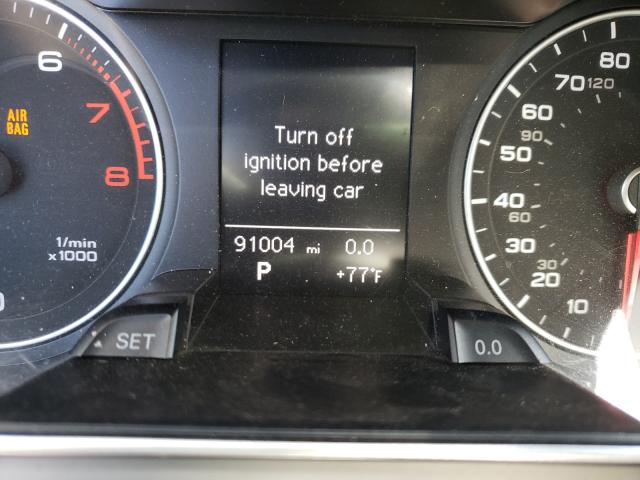 6
7
8
AIR
BAG
1/min
x1000
0
SET
Turn off
ignition before
leaving car
91004 mi 0.0
P +77°F
80
70 120
60
90
50
40
60
30
30
20
10
0.0